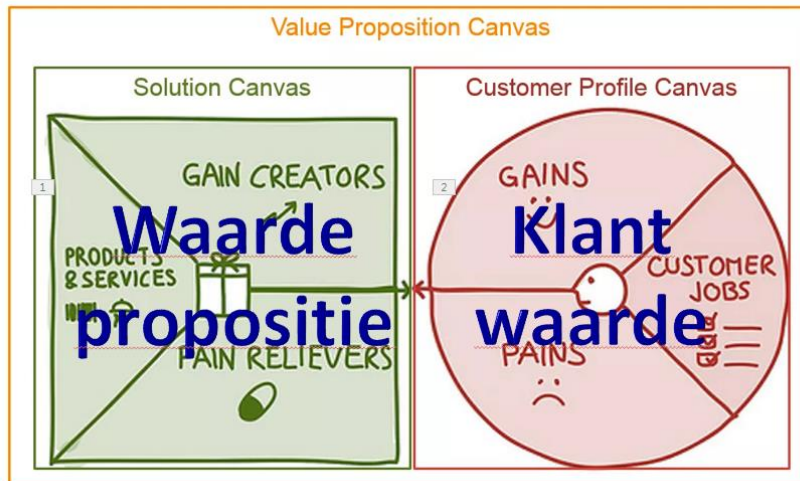 Value Proposition Canvas
Solution Canvas
Customer Profile Canvas
1
GAIN CREATORS
Waarde
PRODUCTS
& SERVICES
propositie
PAIN RELIEVERS
2
GAINS
Klant
CUSTOMER
JOBS
waarde
PAINS